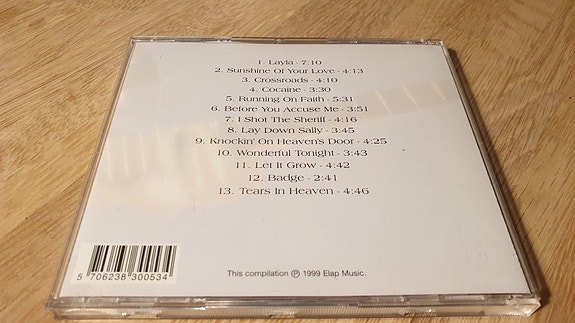 1. Layla - 7:10
2. Sunshine Of Your Love - 4:13
3. Crossroads - 4:10
4. Cocaine - 3:30
5. Running On Faith - 5:31
6. Before You Accuse Me - 3:51
7. I Shot The Sheriff - 4:16
8. Lay Down Sally - 3:45
9. Knockin' On Heaven's Door - 4:25
10. Wonderful Tonight - 3:43
11. Let It Grow - 4:42
12. Badge - 2:41
13. Tears In Heaven - 4:46
5 706238 300534
This compilation ℗ 1999 Elap Music.